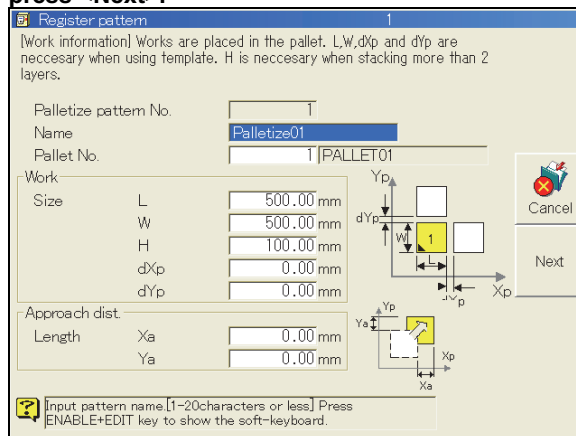 Register pattern 1
[Work information] Works are placed in the pallet. L,W,dXp and dYp are
neccesary when using template. H is neccesary when stacking more than 2
layers.
Palletize pattern No. 1
Name Palletize01
Pallet No. 1 PALLET01
Work
Size L 500.00 mm
W 500.00 mm
H 100.00 mm
dXp 0.00 mm
dYp 0.00 mm
Yp
dYp
W 1
L
Xp
Approach dist.
Length Xa 0.00 mm
Ya 0.00 mm
Yp
Ya
Xp
Xa
Cancel
Next
Input pattern name.[1-20characters or less] Press
ENABLE+EDIT key to show the soft-keyboard.